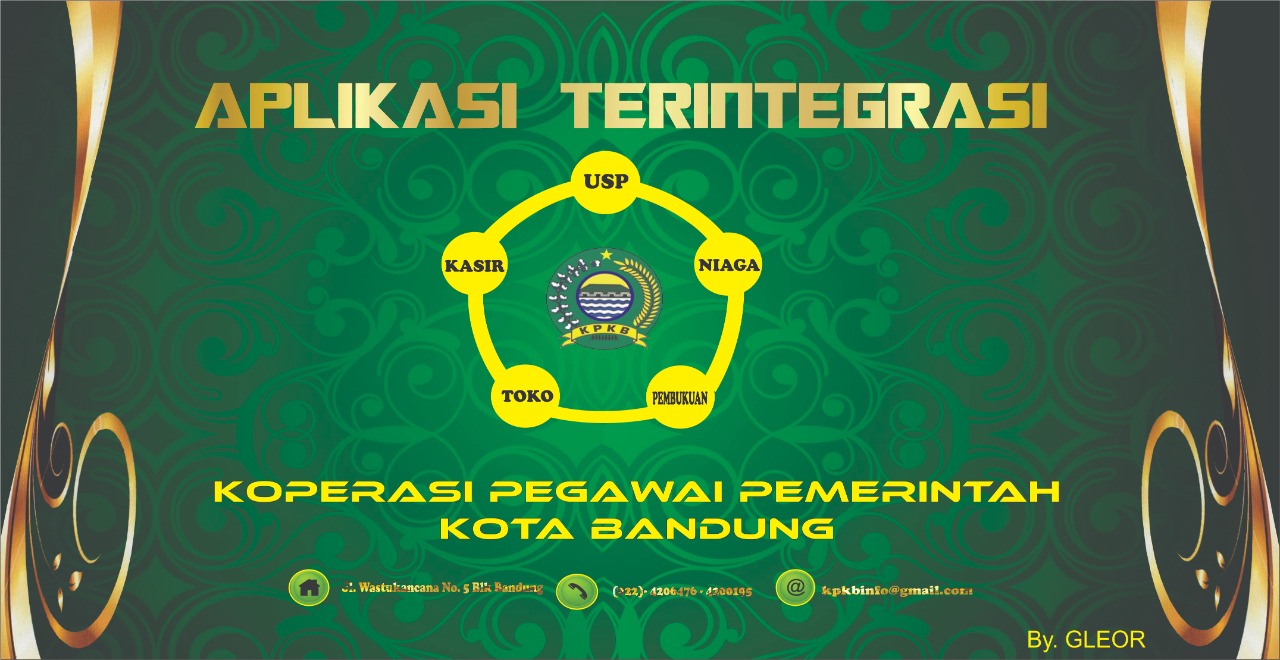 APLIKASI TERINTEGRASI
USP
KASIR
NIAGA
KPKB
TOKO
PEMBUKUAN
KOPERASI PEGAWAI PEMERINTAH
KOTA BANDUNG
Jl. Wastukancana No. 5 Blk Bandung
(022)- 4206476 - 4200195
@
kpkbinfo@gmail.com
By. GLEOR